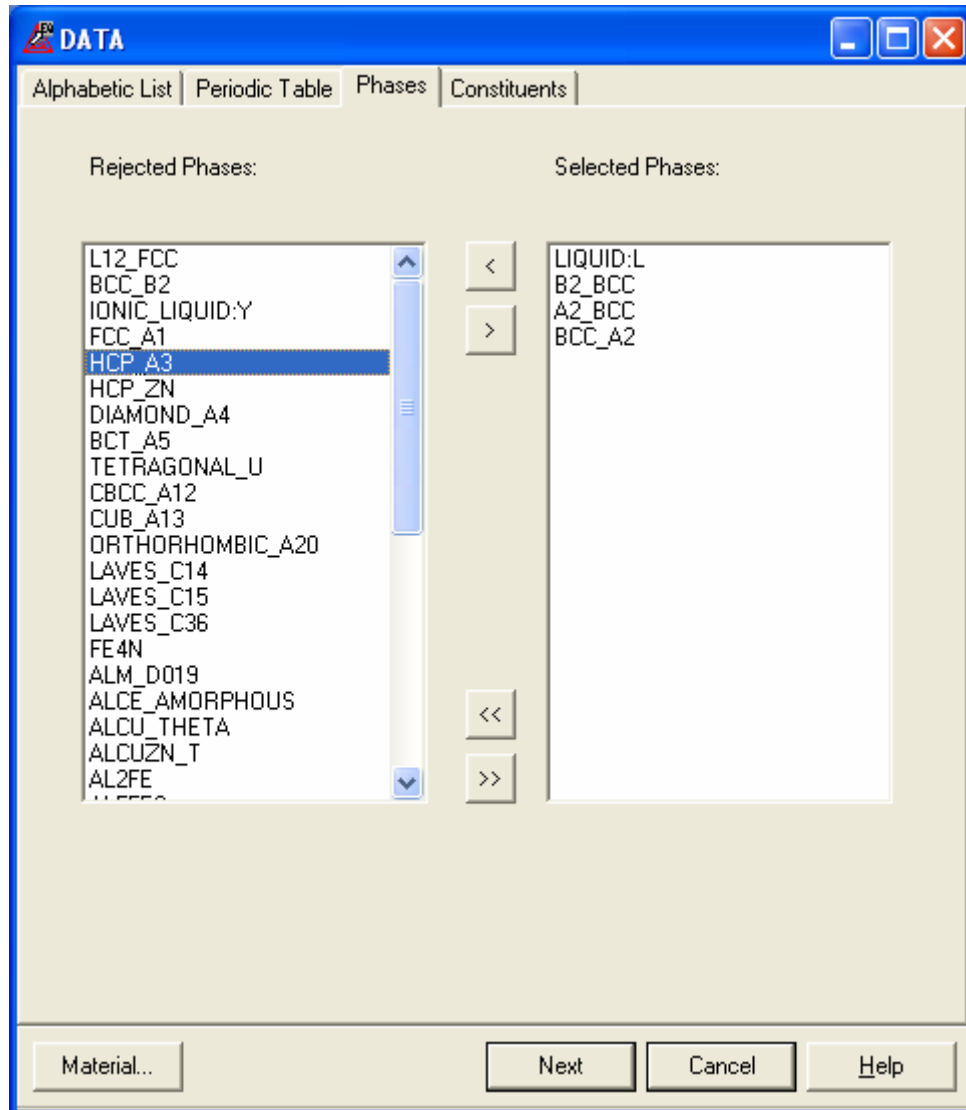 DATA
Alphabetic List Periodic Table Phases Constituents
Rejected Phases:
Selected Phases:
L12_FCC
BCC_B2
IONIC_LIQUID:Y
FCC_A1
HCP_A3
HCP_ZN
DIAMOND_A4
BCT_A5
TETRAGONAL_U
CBCC_A12
CUB_A13
ORTHORHOMBIC_A20
LAVES_C14
LAVES_C15
LAVES_C36
FE4N
ALM_D019
ALCE_AMORPHOUS
ALCU_THETA
ALCUZN_T
AL2FE
<
>
<<
>>
LIQUID:L
B2_BCC
A2_BCC
BCC_A2
Material... Next Cancel Help